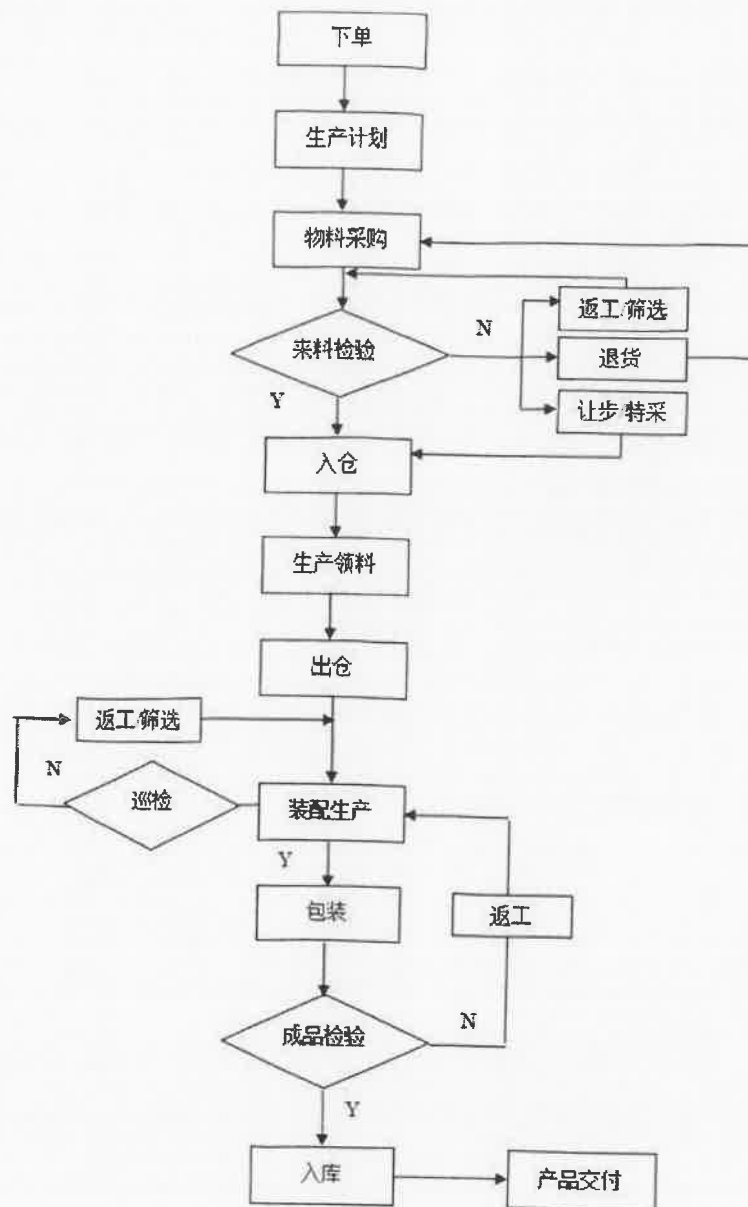 下单
生产计划
物料采购
返工/筛选
N
来料检验
退货
Y
让步/特采
入仓
生产领料
出仓
返工/筛选
N
巡检
装配生产
Y
包装
返工
成品检验
N
Y
入库
产品交付